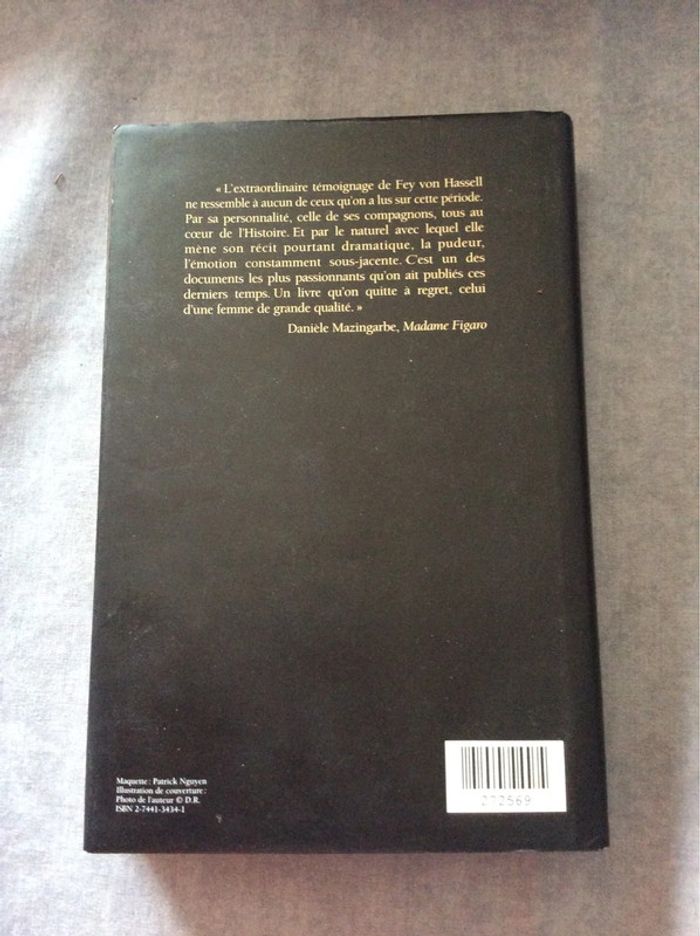 « L'extraordinaire témoignage de Fey von Hassell
ne ressemble à aucun de ceux qu'on a lus sur cette période.
Par sa personnalité, celle de ses compagnons, tous au
cœur de l'Histoire. Et par le naturel avec lequel elle
mène son récit pourtant dramatique, la pudeur,
l'émotion constamment sous-jacente. C'est un des
documents les plus passionnants qu'on ait publiés ces
derniers temps. Un livre qu'on quitte à regret, celui
d'une femme de grande qualité. »
Danièle Mazingarbe, Madame Figaro
Maquette : Patrick Nguyen
Illustration de couverture :
Photo de l'auteur © D.R.
ISBN 2-7441-3434-1
272569